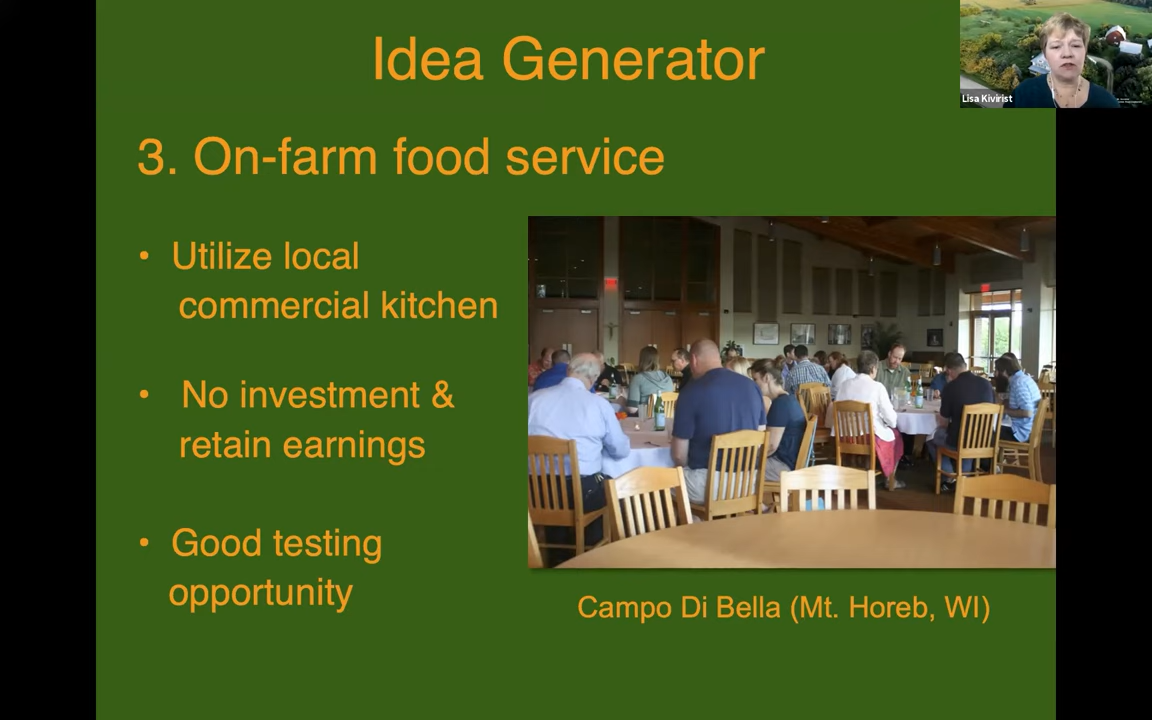 Idea Generator
Lisa Kivirist
3. On-farm food service
• Utilize local
commercial kitchen
• No investment &
retain earnings
• Good testing
opportunity
Campo Di Bella (Mt. Horeb, WI)